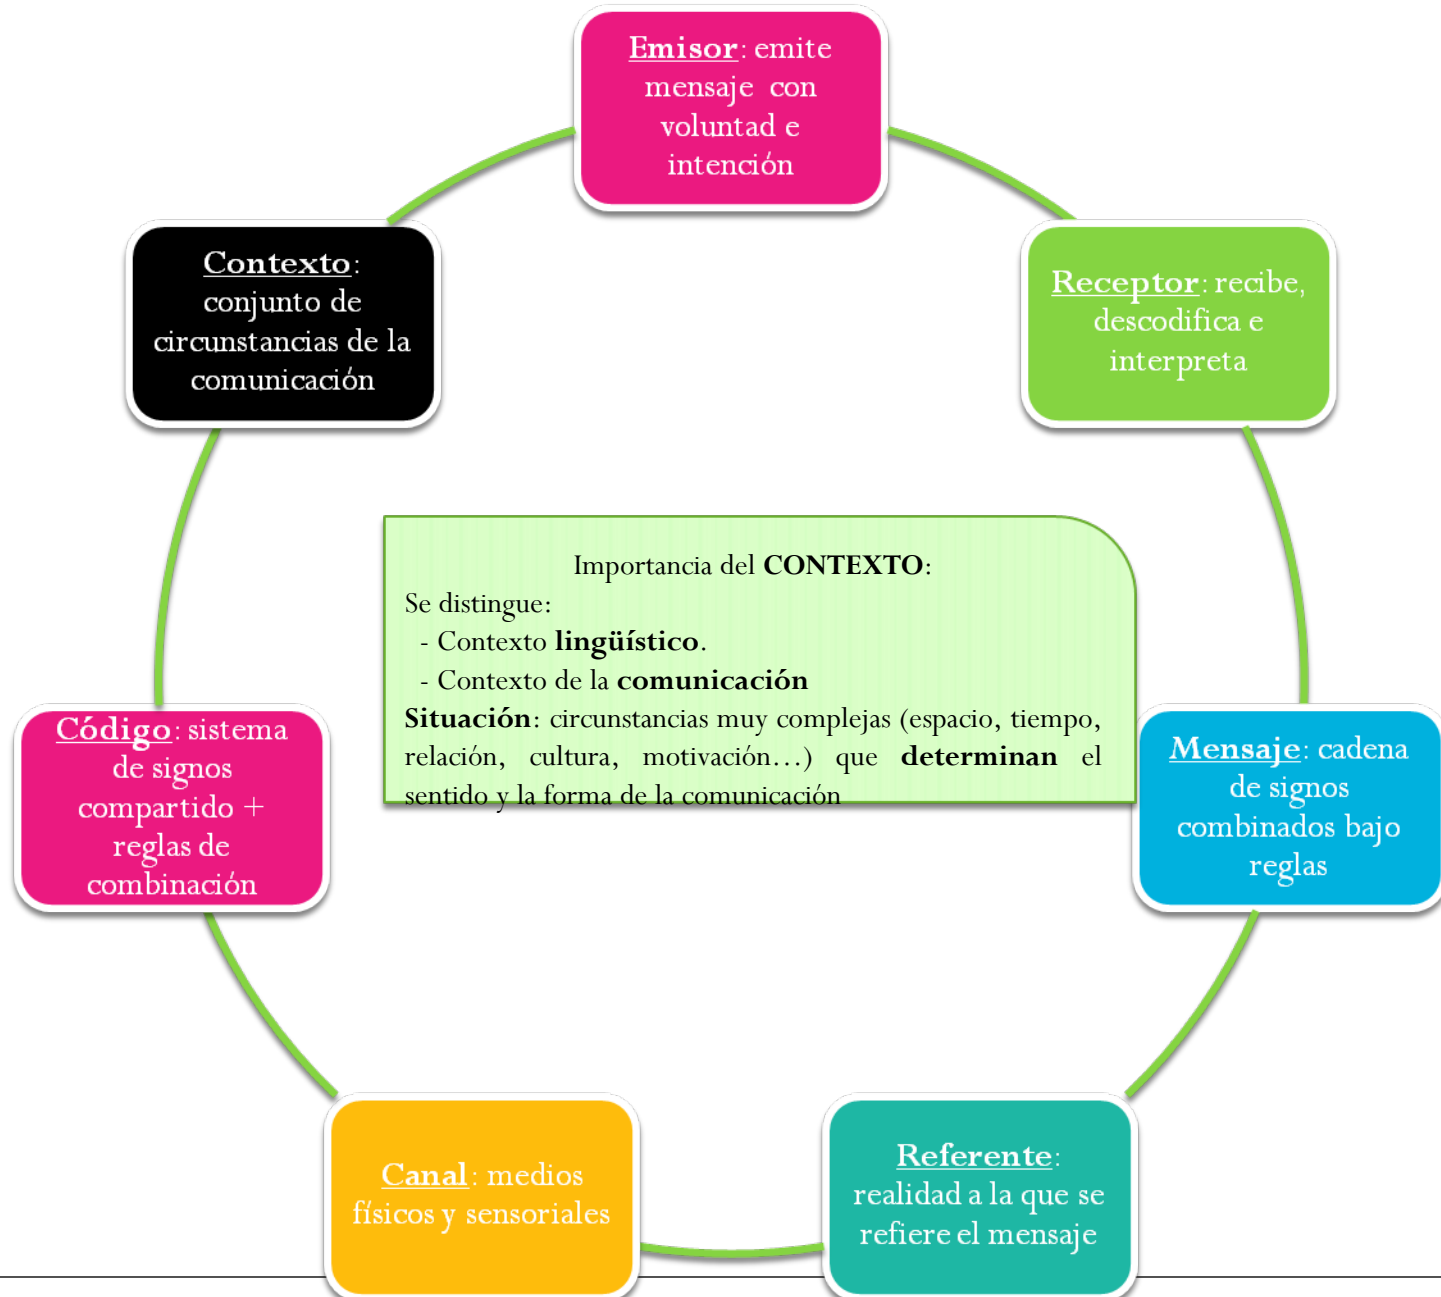 Emisor: emite
mensaje con
voluntad e
intención
Receptor: recibe,
descodifica e
interpreta
Mensaje: cadena
de signos
combinados bajo
reglas
Referente:
realidad a la que se
refiere el mensaje
Canal: medios
físicos y sensoriales
Código: sistema
de signos
compartido +
reglas de
combinación
Contexto:
conjunto de
circunstancias de la
comunicación
Importancia del CONTEXTO:
Se distingue:
- Contexto lingüístico.
- Contexto de la comunicación
Situación: circunstancias muy complejas (espacio, tiempo,
relación, cultura, motivación…) que determinan el
sentido y la forma de la comunicación